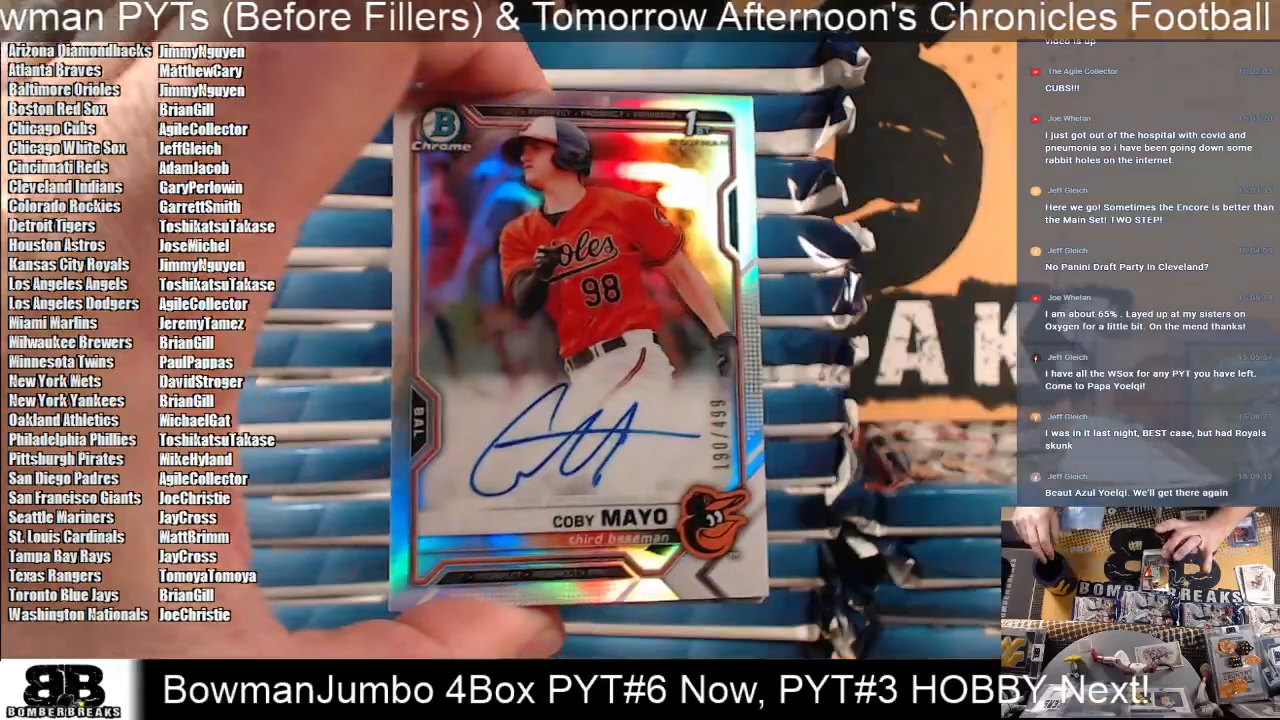 wman PYTs (Before Fillers) & Tomorrow Afternoon's Chronicles Football
Arizona Diamondbacks JimmyNguyen
Atlanta Braves MatthewCary
Baltimore Orioles JimmyNguyen
Boston Red Sox BrianGill
Chicago Cubs AgileCollector
Chicago White Sox JeffGleich
Cincinnati Reds AdamJacob
Cleveland Indians GaryPerlowin
Colorado Rockies GarrettSmith
Detroit Tigers ToshikatsuTakase
Houston Astros JoseMichel
Kansas City Royals JimmyNguyen
Los Angeles Angels ToshikatsuTakase
Los Angeles Dodgers AgileCollector
Miami Marlins JeremyTamez
Milwaukee Brewers BrianGill
Minnesota Twins PaulPappas
New York Mets DavidStroger
New York Yankees BrianGill
Oakland Athletics MichaelGat
Philadelphia Phillies ToshikatsuTakase
Pittsburgh Pirates MikeHyland
San Diego Padres AgileCollector
San Francisco Giants JoeChristie
Seattle Mariners JayCross
St. Louis Cardinals MattBrimm
Tampa Ray Rays JayCross
Texas Rangers TomoyaTomoya
Toronto Blue Jays BrianGill
Washington Nationals JoeChristie
B
Chrome
1ST
oles
98
BAL
190/499
COBY MAYO
third baseman
AK
video is up
The Agile Collector
CUBS!!!
Joe Whelan
I just got out of the hospital with covid and
pneumonia so i have been going down some
rabbit holes on the internet.
Jeff Gleich
Here we go! Sometimes the Encore is better than
the Main Set! TWO STEP!
Jeff Gleich
No Panini Draft Party in Cleveland?
Joe Whelan
I am about 65% . Layed up at my sisters on
Oxygen for a little bit. On the mend thanks!
Jeff Gleich
I have all the WSox for any PYT you have left.
Come to Papa Yoelqi!
Jeff Gleich
I was in it last night, BEST case, but had Royals
skunk
Jeff Gleich
Beaut Azul Yoelqi. We'll get there again
BOMBERBREAKS
BB
BOMBERBREAKS
BowmanJumbo 4Box PYT#6 Now, PYT#3 HOBBY Next!